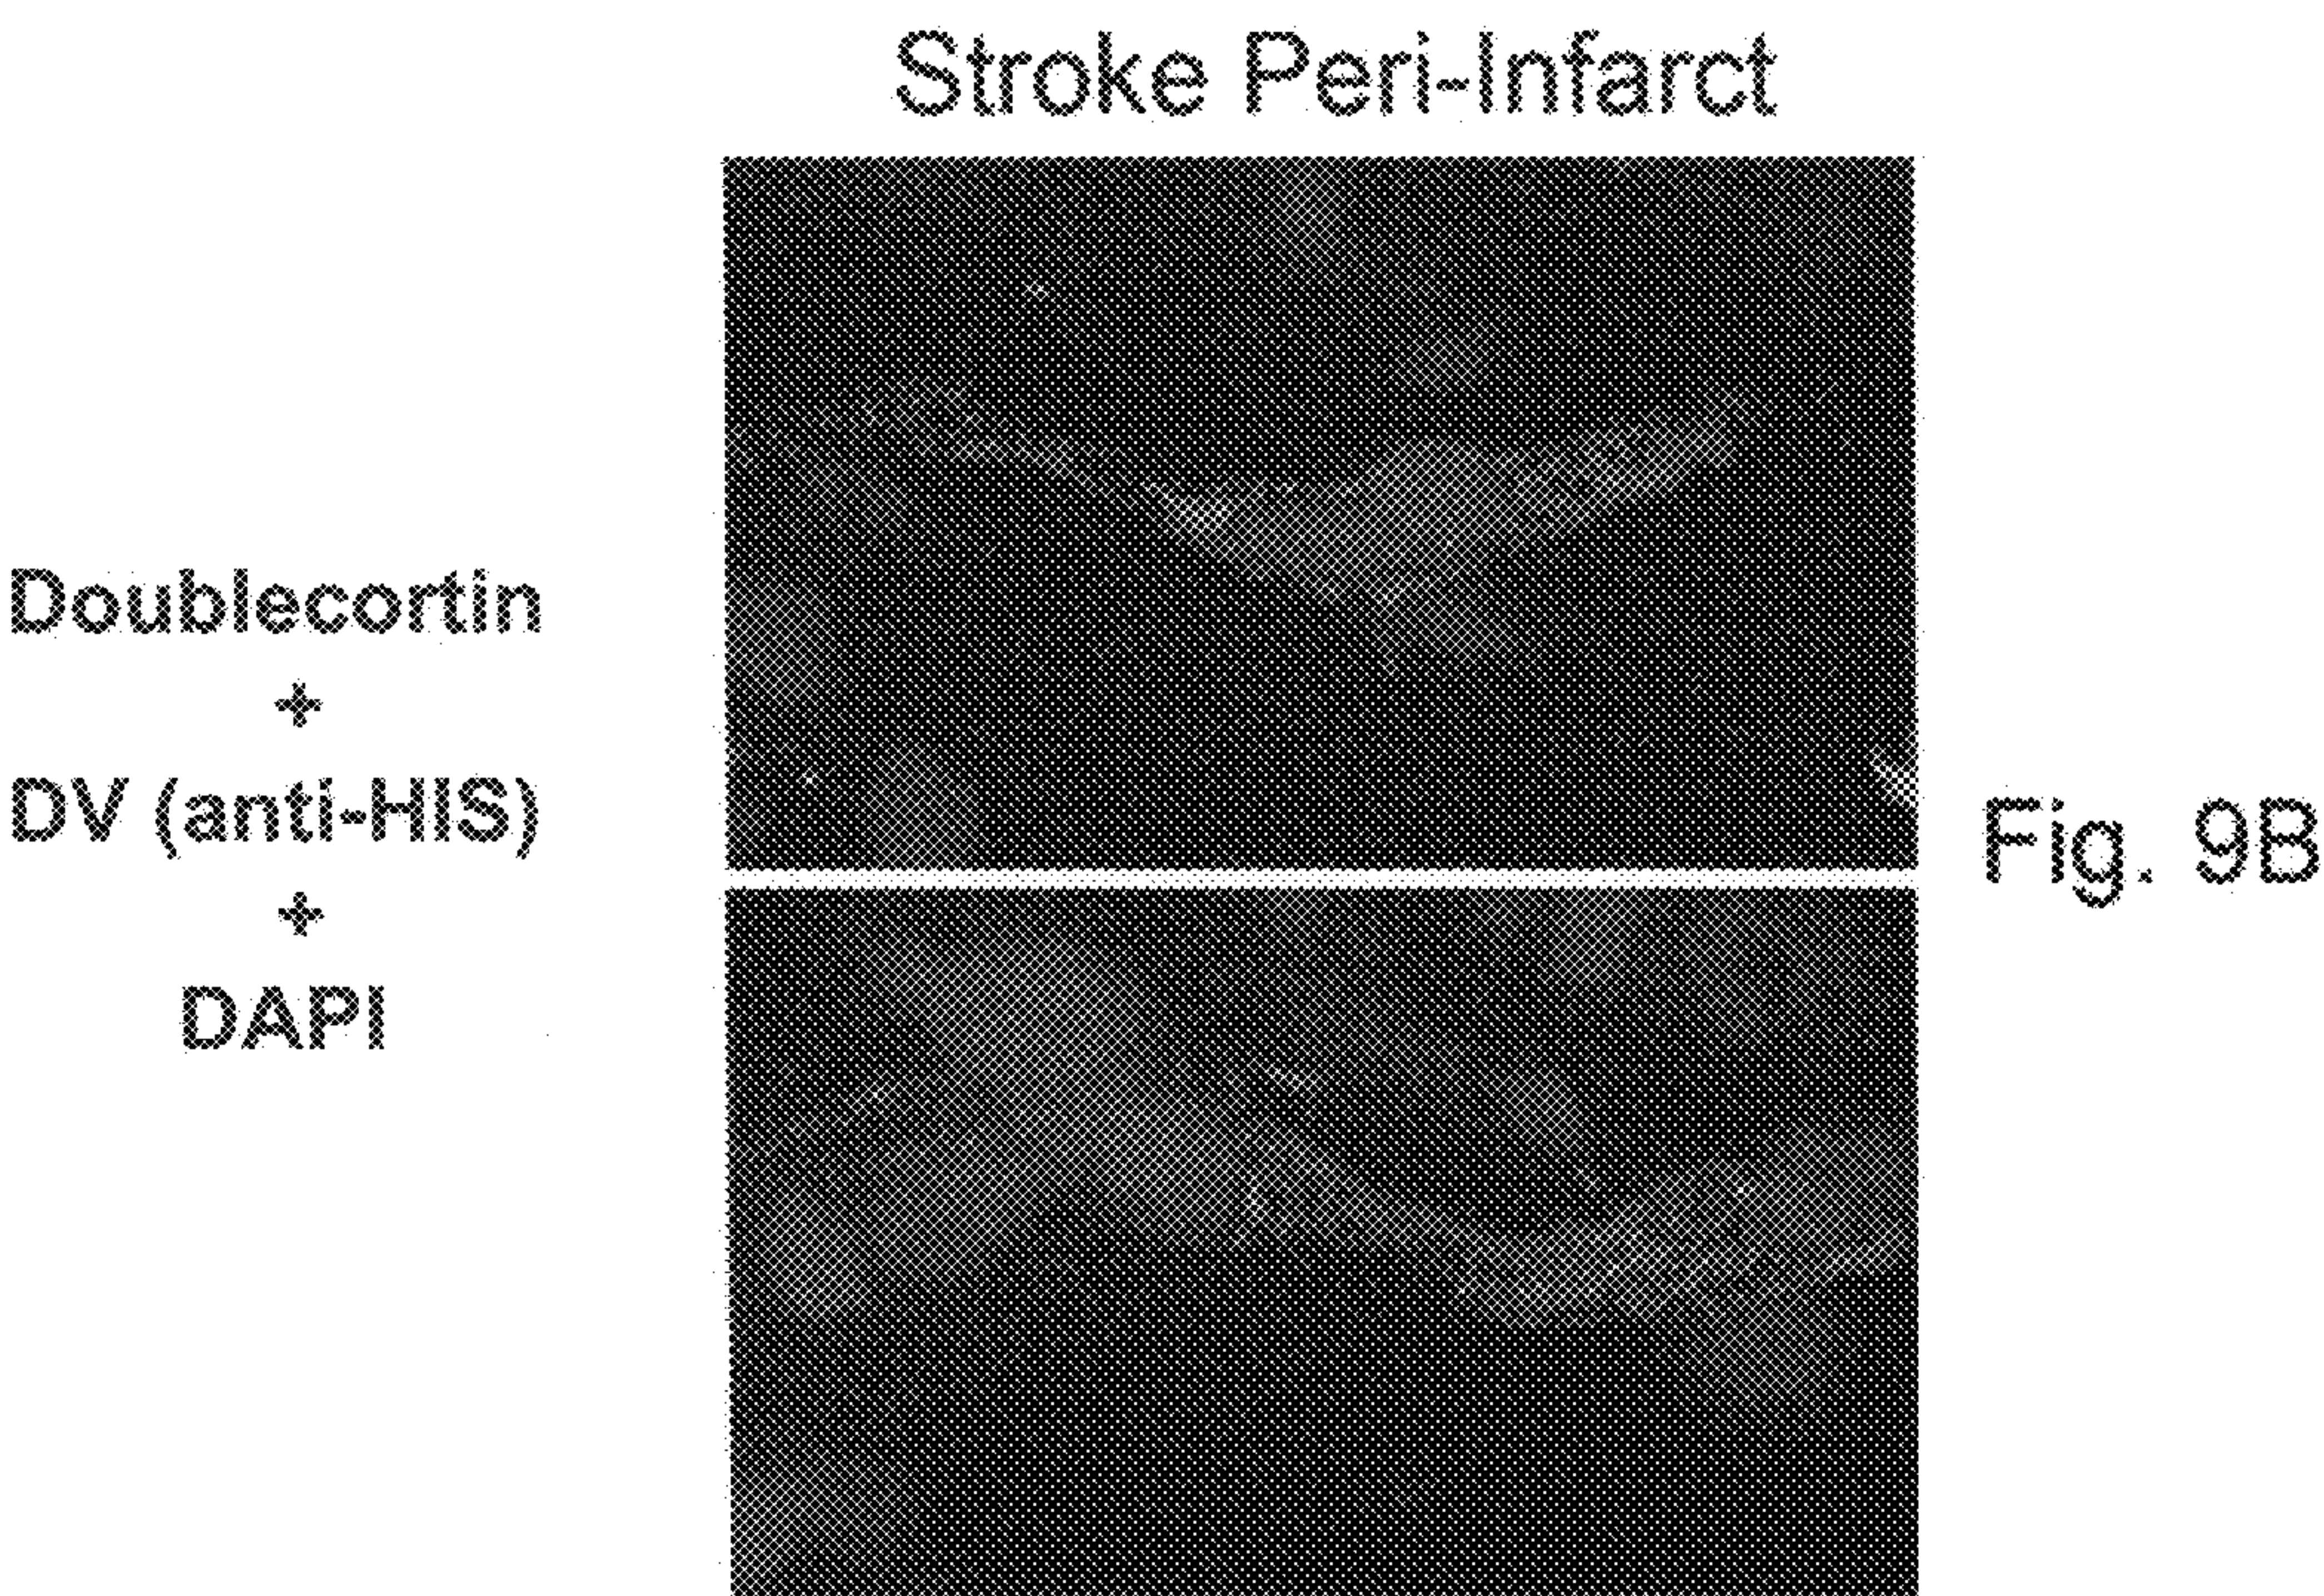 Stroke Peri-Infarct
Doublecortin
+
DV (anti-HIS)
+
DAPI
Fig. 9B